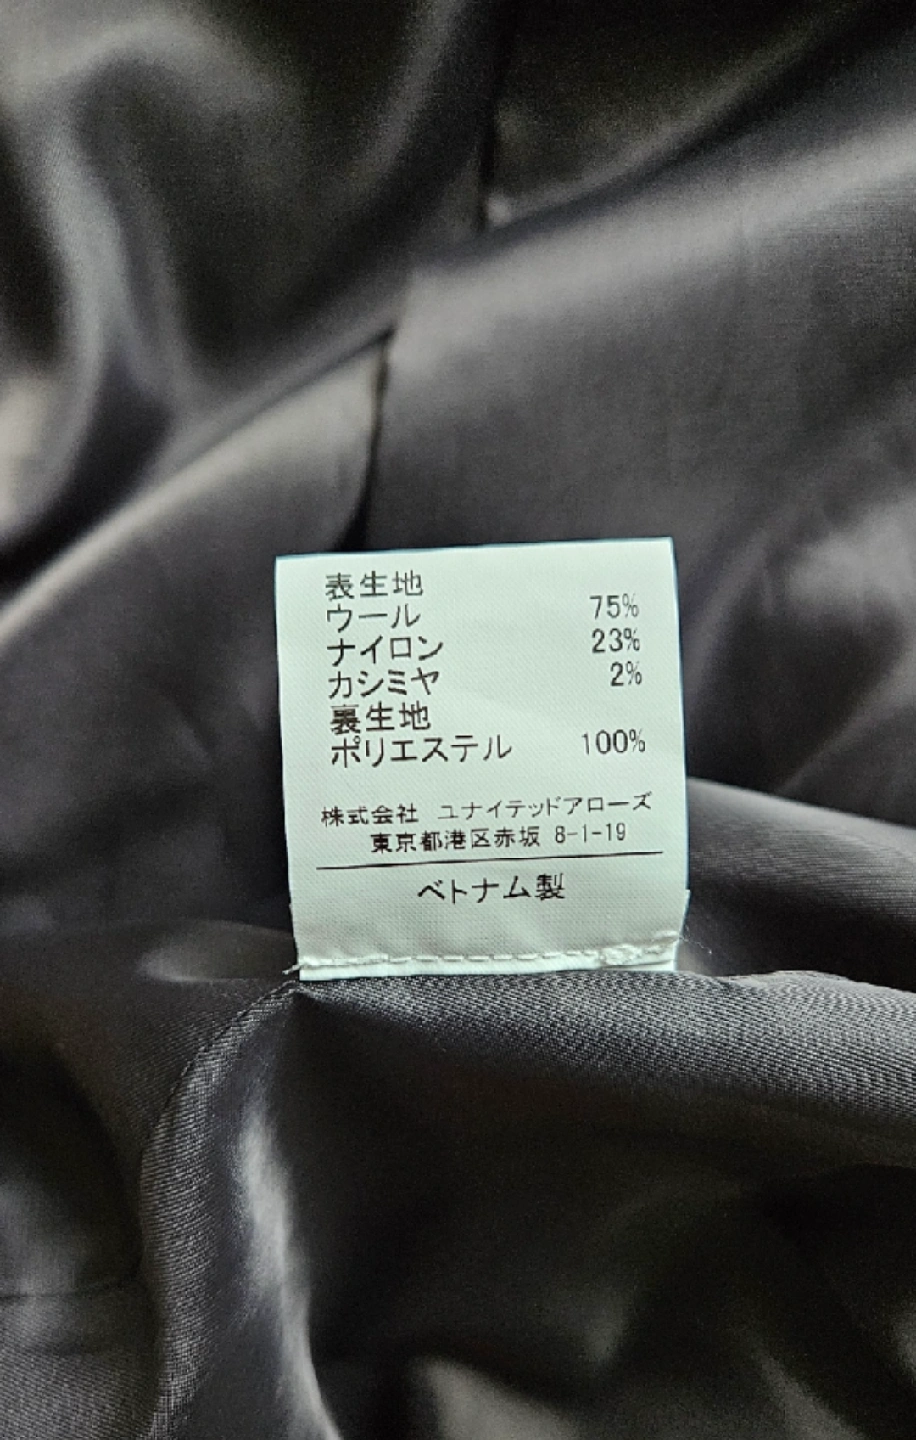 表生地
ウール 75%
ナイロン 23%
カシミヤ 2%
裏生地
ポリエステル 100%
株式会社 ユナイテッドアローズ
東京都港区赤坂 8-1-19
ベトナム製